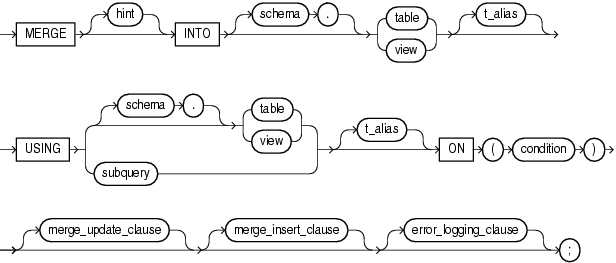 hint schema . table t_alias
MERGE INTO view
schema . table
USING view t_alias ON ( condition )
subquery
merge_update_clause merge_insert_clause error_logging_clause
;